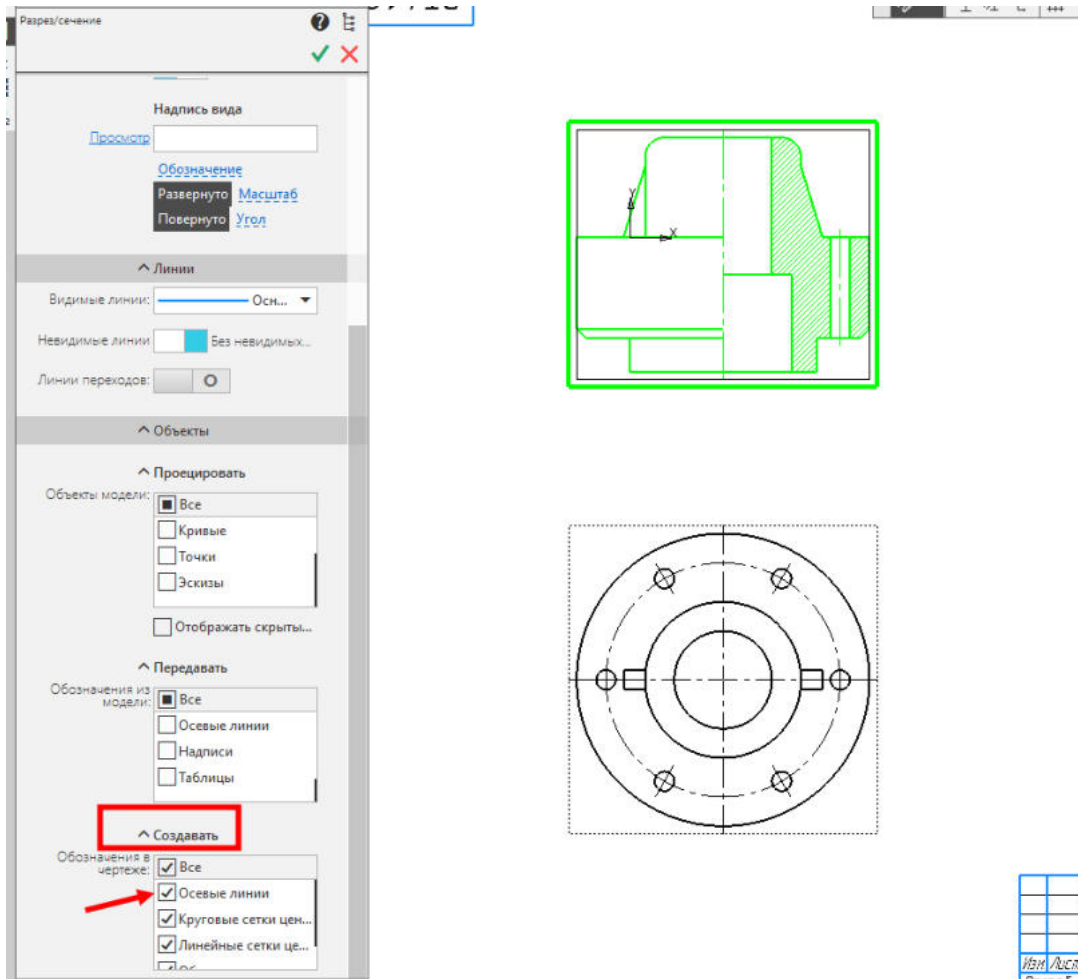 Разрез/сечение
Надпись вида
Просмотр
Обозначение
Развернуто Масштаб
Повернуто Угол
Линии
Видимые линии: Осн...
Невидимые линии Без невидимых...
Линии переходов:
Объекты
Проецировать
Объекты модели: Все
Кривые
Точки
Эскизы
Отображать скрыты...
Передавать
Обозначения из модели: Все
Осевые линии
Надписи
Таблицы
Создавать
Обозначения в чертеже: Все
Осевые линии
Круговые сетки цен...
Линейные сетки це...
Y
X
Изм. Лист